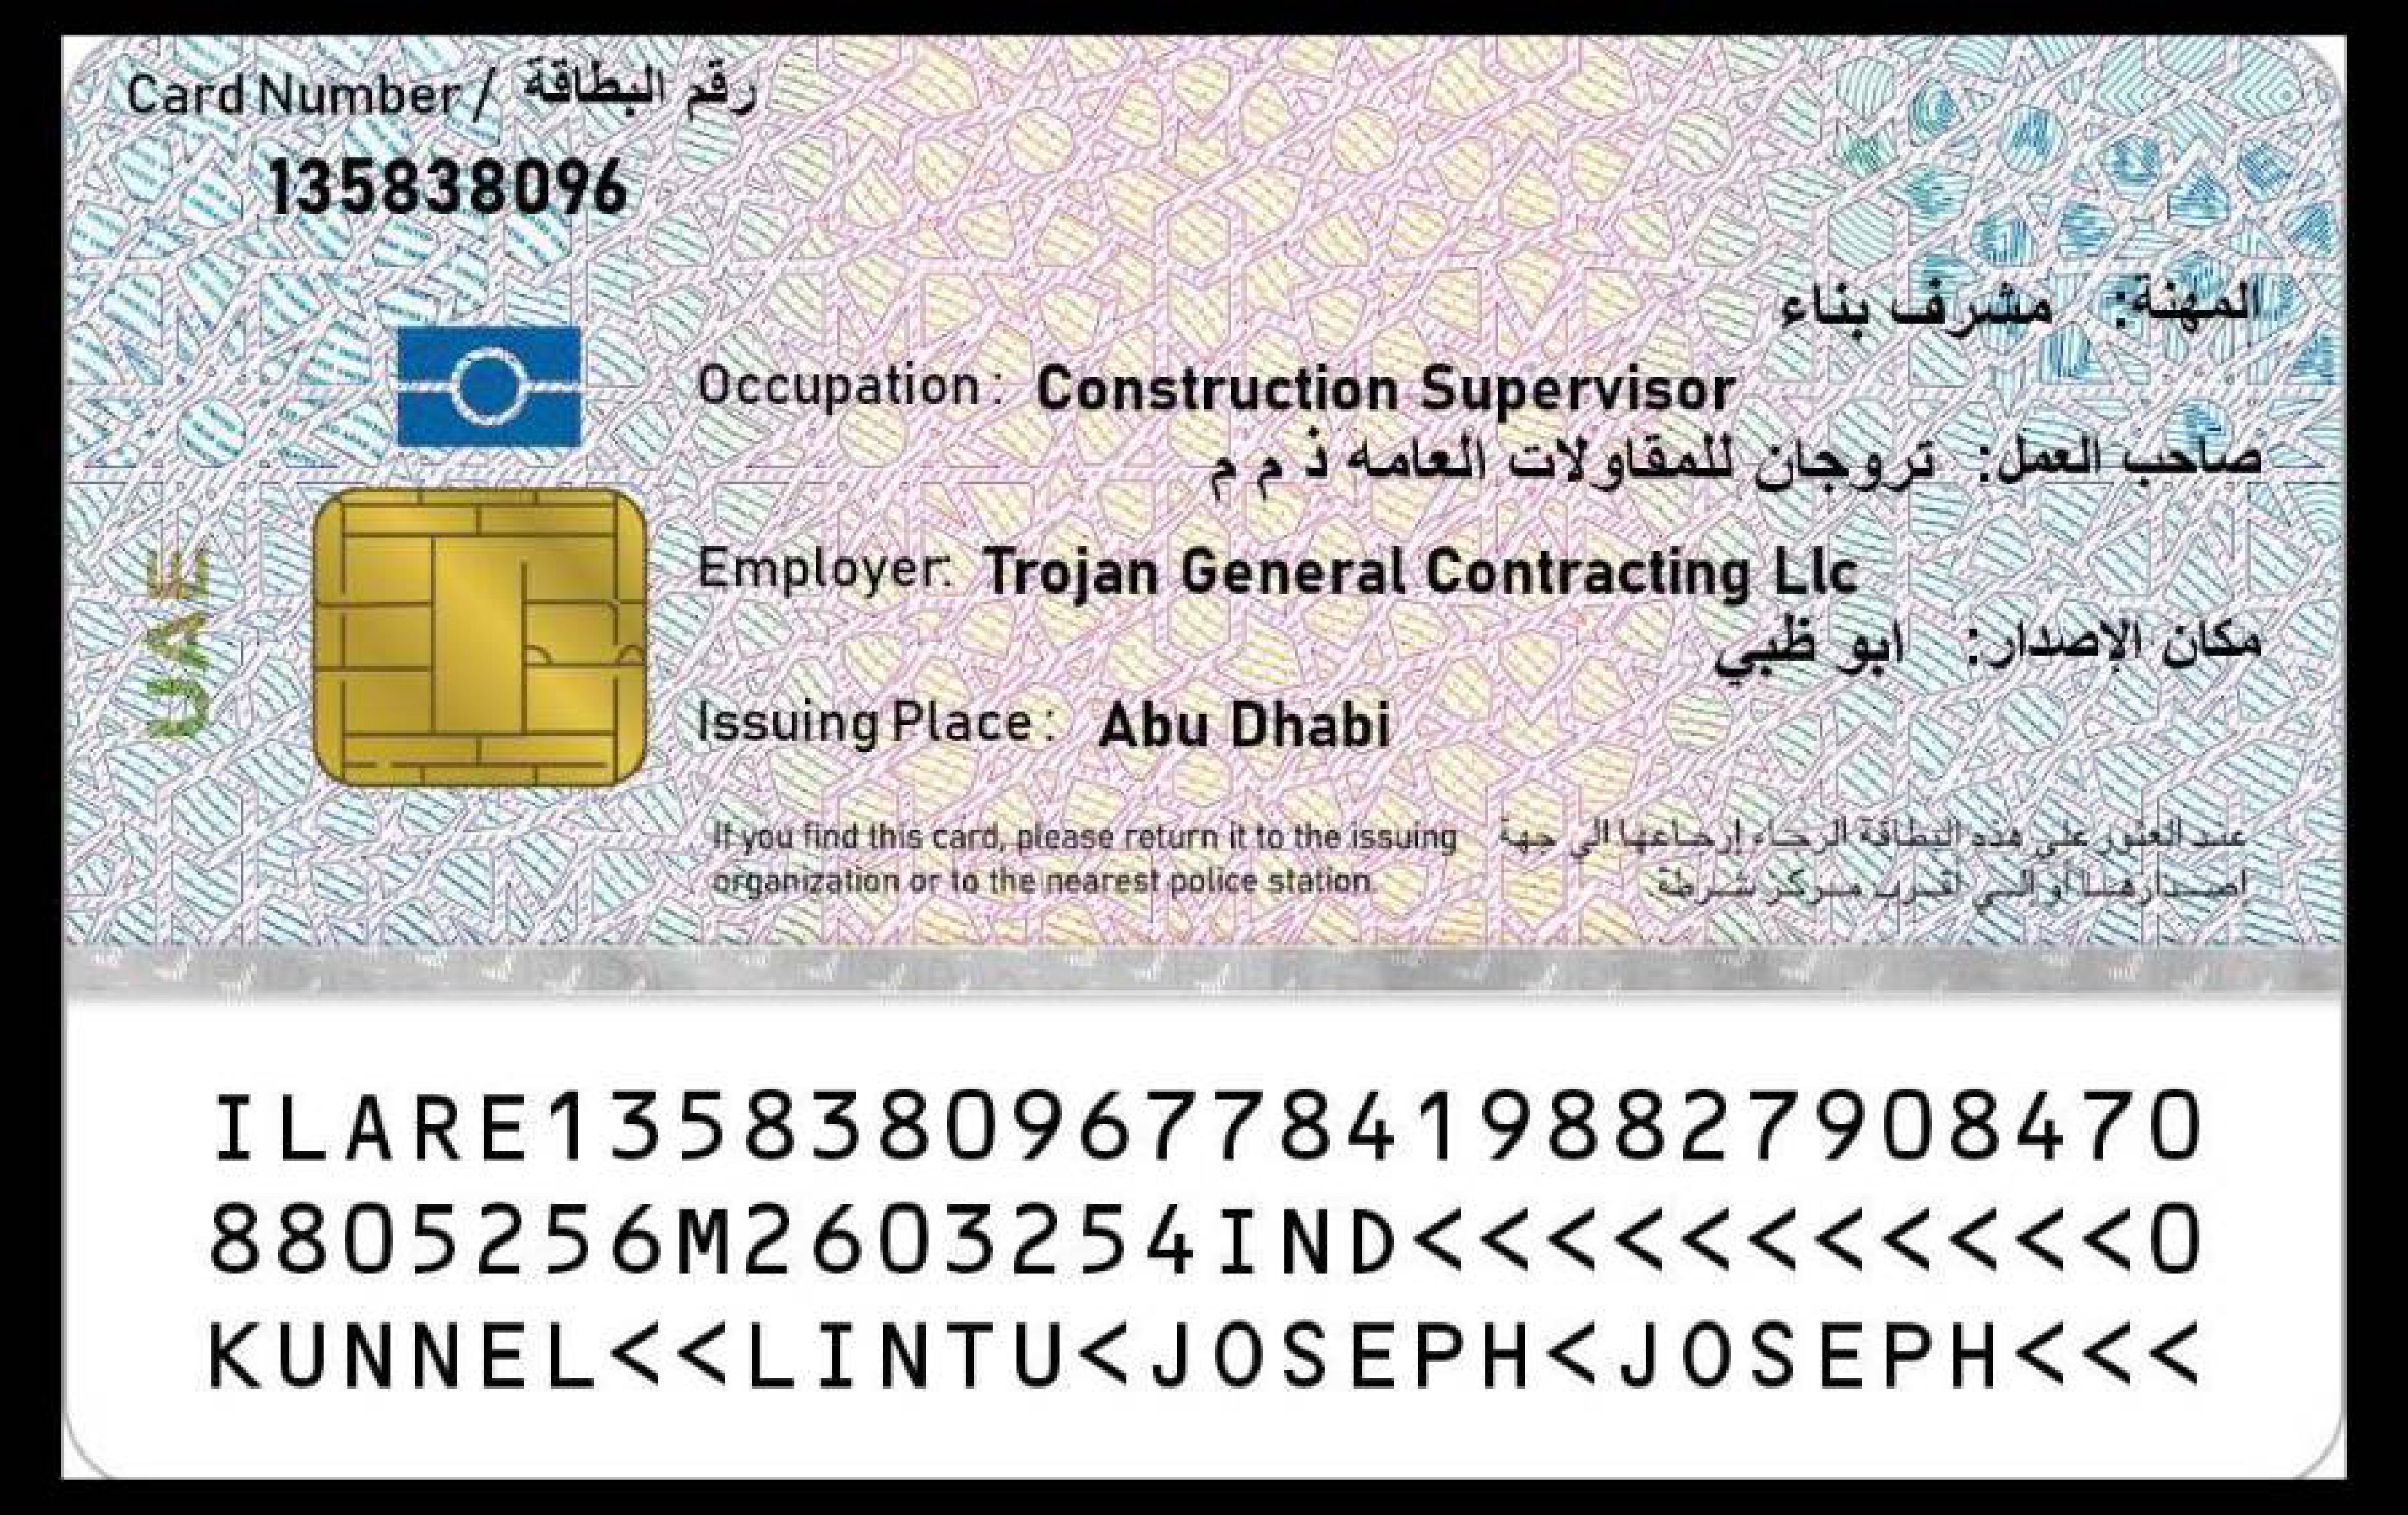 Card Number / رقم البطاقة
135838096
المهنة: مشرف بناء
Occupation: Construction Supervisor
صاحب العمل: تروجان للمقاولات العامه ذ م م
Employer: Trojan General Contracting Llc
مكان الإصدار: ابو ظبي
Issuing Place: Abu Dhabi
UAE
If you find this card, please return it to the issuing
organization or to the nearest police station.
عند العثور على هذه البطاقة الرجاء إرجاعها الى جهة
اصدارها أو الى اقرب مركز شرطة.
ILARE1358380967784198827908470
8805256M2603254IND<<<<<<<<<<<0
KUNNEL<<LINTU<JOSEPH<JOSEPH<<<